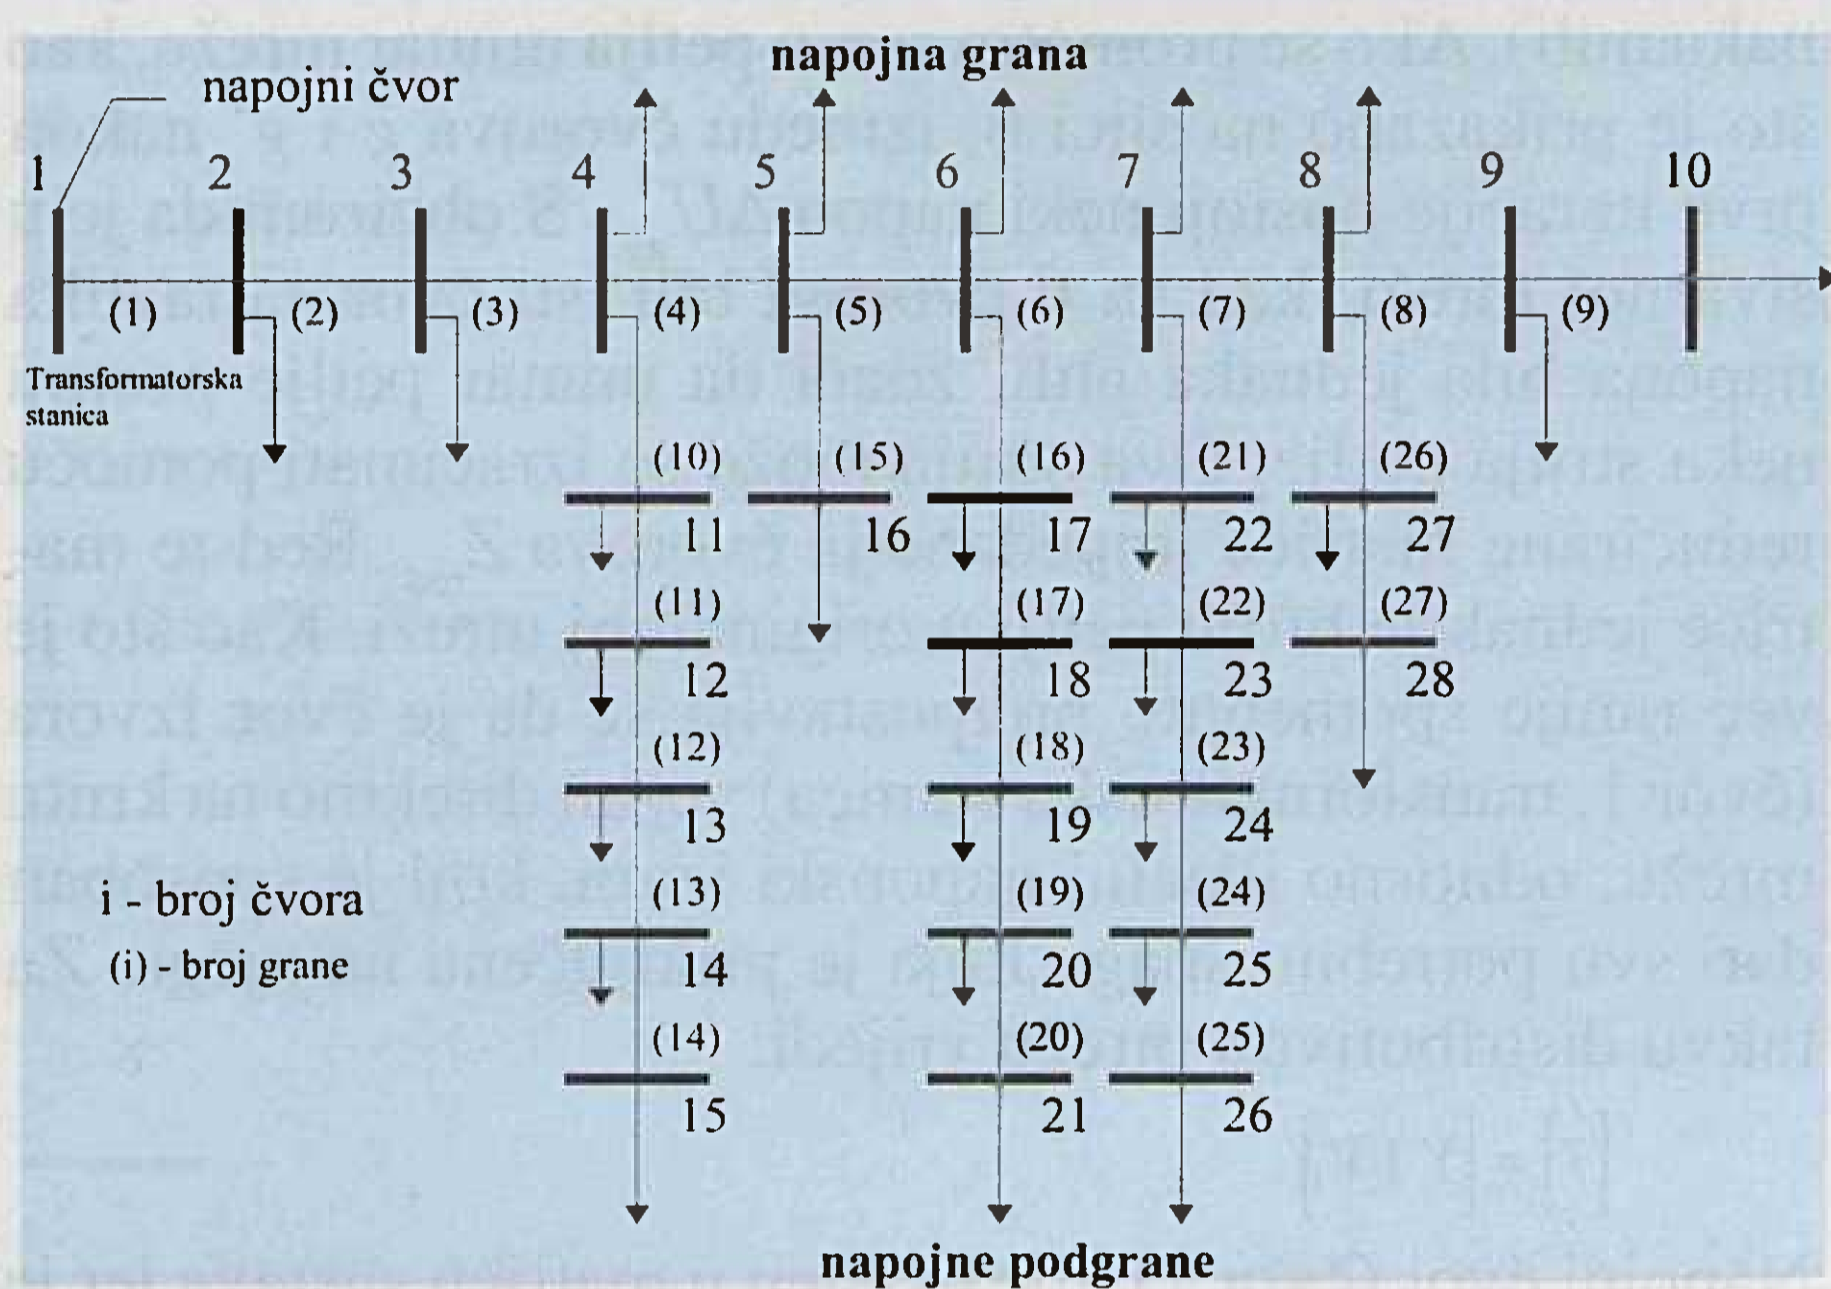 napojna grana
napojni čvor
1 2 3 4 5 6 7 8 9 10
(1) (2) (3) (4) (5) (6) (7) (8) (9)
Transformatorska
stanica
(10) (15) (16) (21) (26)
11 16 17 22 27
(11) (17) (22) (27)
12 18 23 28
(12) (18) (23)
13 19 24
i - broj čvora
(13) (19) (24)
(i) - broj grane
14 20 25
(14) (20) (25)
15 21 26
napojne podgrane